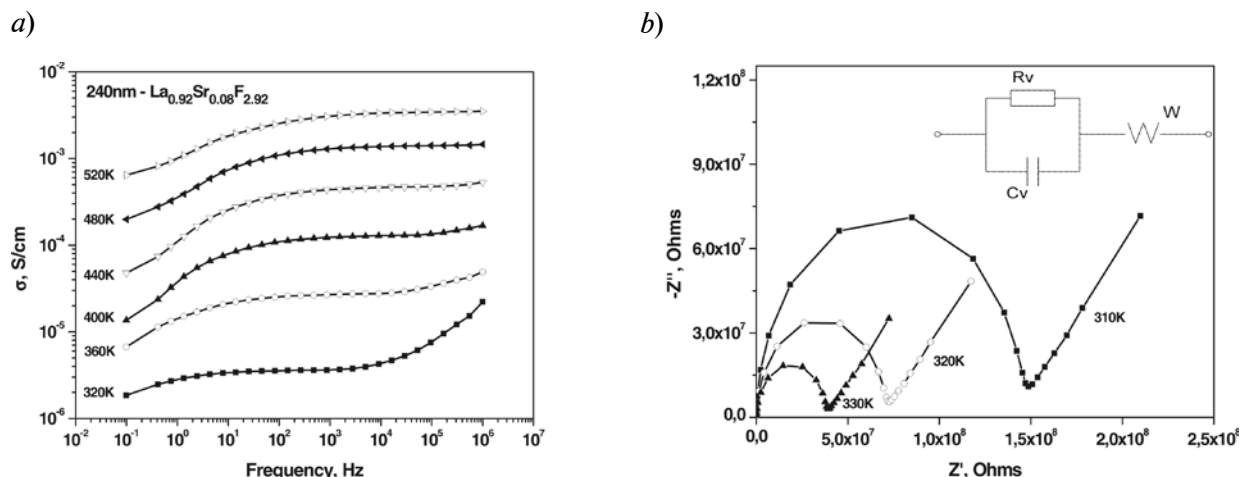 a)
10⁻²
240nm - La₀.₉₂Sr₀.₀₈F₂.₉₂
10⁻³
10⁻⁴
10⁻⁵
10⁻⁶
σ, S/cm
520K
480K
440K
400K
360K
320K
10⁻² 10⁻¹ 10⁰ 10¹ 10² 10³ 10⁴ 10⁵ 10⁶ 10⁷
Frequency, Hz
b)
1,2x10⁸
9,0x10⁷
6,0x10⁷
3,0x10⁷
0,0
-Z'', Ohms
Rv
W
Cv
310K
320K
330K
0,0 5,0x10⁷ 1,0x10⁸ 1,5x10⁸ 2,0x10⁸ 2,5x10⁸
Z', Ohms